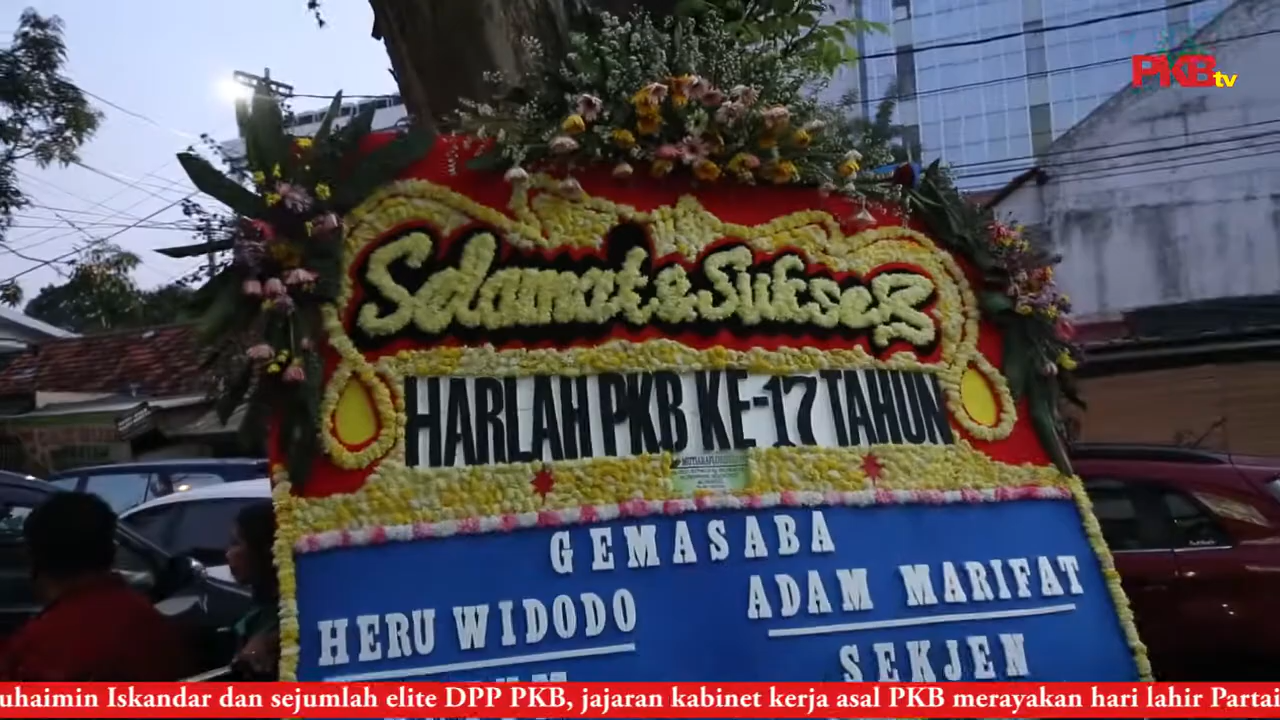 PKBtv
Selamat & Sukses
HARLAH PKB KE-17 TAHUN
GEMASABA
HERU WIDODO
ADAM MARIFAT
SEKJEN
uhaimin Iskandar dan sejumlah elite DPP PKB, jajaran kabinet kerja asal PKB merayakan hari lahir Partai